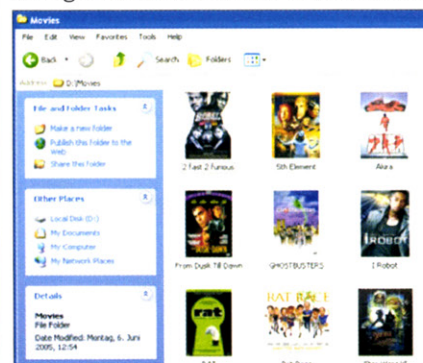 Movies
File Edit View Favorites Tools Help
Back Search Folders
Address D:\Movies
File and Folder Tasks
Make a new folder
Publish this folder to the
Web
Share this folder
Other Places
Local Disk (D:)
My Documents
My Computer
My Network Places
Details
Movies
File Folder
Date Modified: Montag, 6. Juni
2005, 12:54
2 fast 2 furious 5th Element Akira
I ROBOT
From Dusk Till Dawn GHOSTBUSTERS I Robot
rat RAT RACE